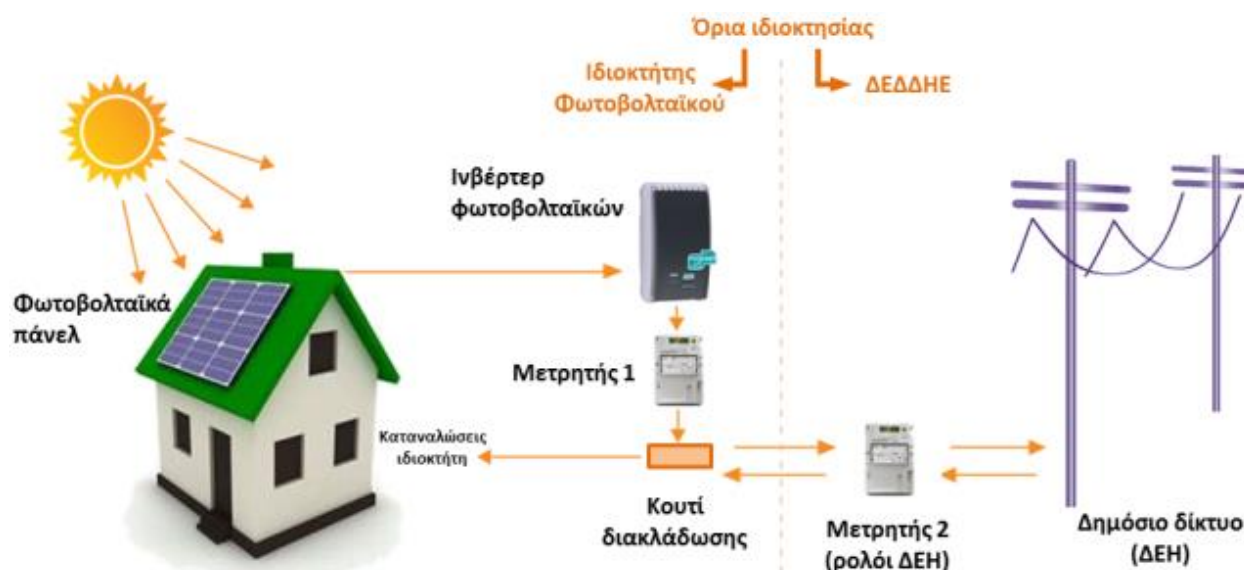 Όρια ιδιοκτησίας
Ιδιοκτήτης
Φωτοβολταϊκού
ΔΕΔΔΗΕ
Ινβέρτερ
φωτοβολταϊκών
Φωτοβολταϊκά
πάνελ
Μετρητής 1
Καταναλώσεις
ιδιοκτήτη
Κουτί
διακλάδωσης
Μετρητής 2
(ρολόι ΔΕΗ)
Δημόσιο δίκτυο
(ΔΕΗ)